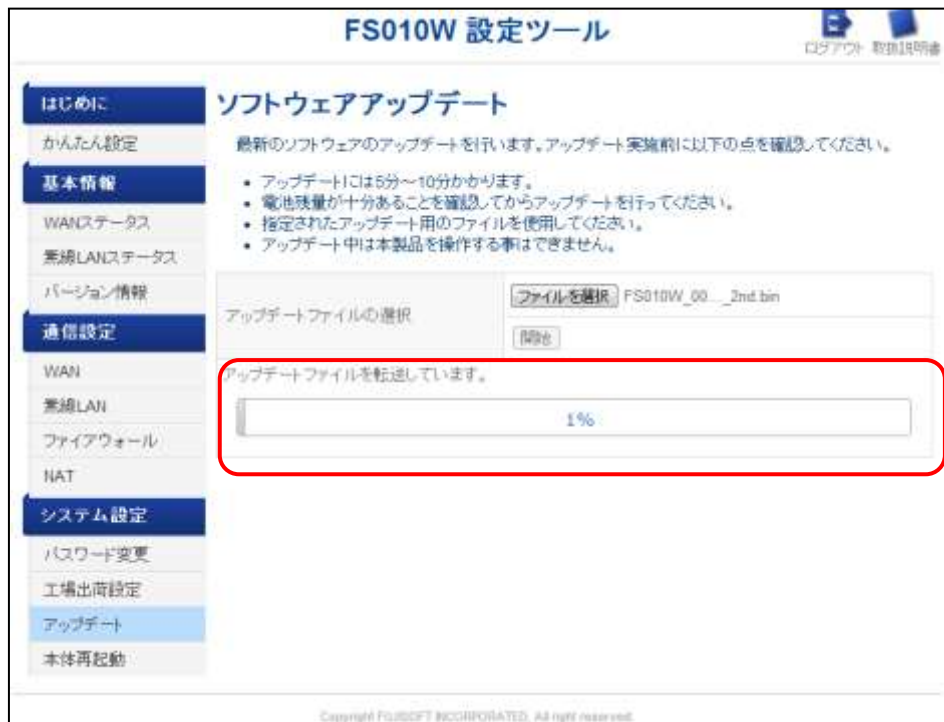 FS010W 設定ツール
ログアウト 取扱説明書
はじめに
かんたん設定
基本情報
WANステータス
無線LANステータス
バージョン情報
通信設定
WAN
無線LAN
ファイアウォール
NAT
システム設定
パスワード変更
工場出荷設定
アップデート
本体再起動
ソフトウェアアップデート
最新のソフトウェアのアップデートを行います。アップデート実施前に以下の点を確認してください。
• アップデートには5分～10分かかります。
• 電池残量が十分あることを確認してからアップデートを行ってください。
• 指定されたアップデート用のファイルを使用してください。
• アップデート中は本製品を操作する事はできません。
アップデートファイルの選択
ファイルを選択 FS010W_00…_2nd.bin
開始
アップデートファイルを転送しています。
1%
Copyright FUJISOFT INCORPORATED. All right reserved.